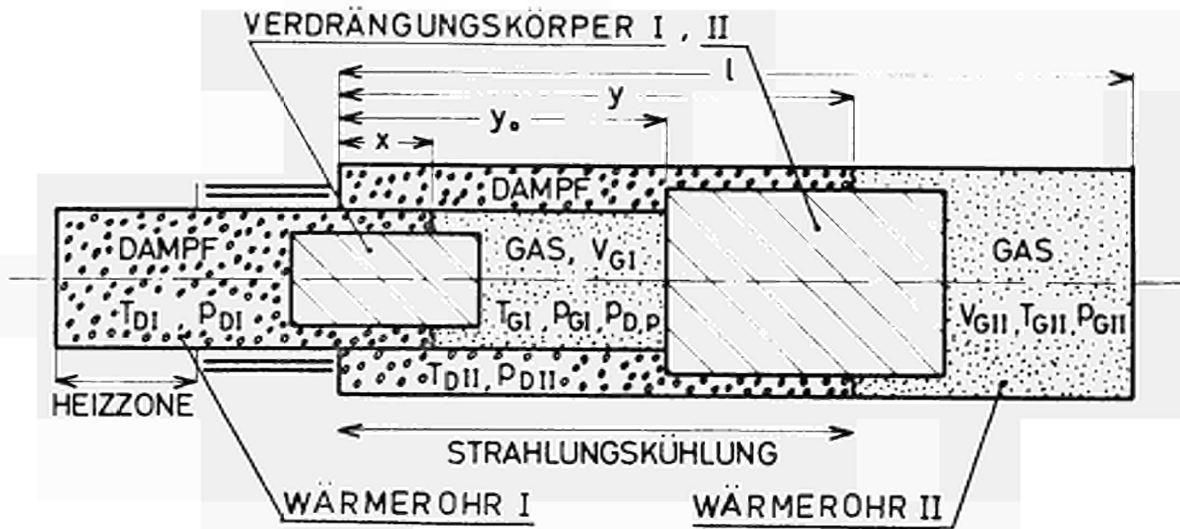 VERDRÄNGUNGSKÖRPER I , II
l
y
y₀
x
DAMPF
DAMPF
GAS, V_GI
GAS
T_DI , P_DI
T_GI , P_GI , P_D,P
V_GII, T_GII, P_GII
T_DII, P_DII
HEIZZONE
STRAHLUNGSKÜHLUNG
WÄRMEROHR I
WÄRMEROHR II